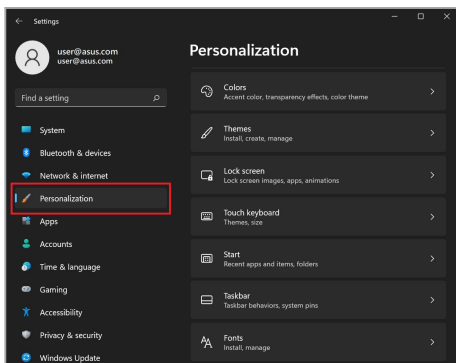 Settings
user@asus.com
user@asus.com
Find a setting
System
Bluetooth & devices
Network & internet
Personalization
Apps
Accounts
Time & language
Gaming
Accessibility
Privacy & security
Windows Update
Personalization
Colors
Accent color, transparency effects, color theme
Themes
Install, create, manage
Lock screen
Lock screen images, apps, animations
Touch keyboard
Themes, size
Start
Recent apps and items, folders
Taskbar
Taskbar behaviors, system pins
Fonts
Install, manage